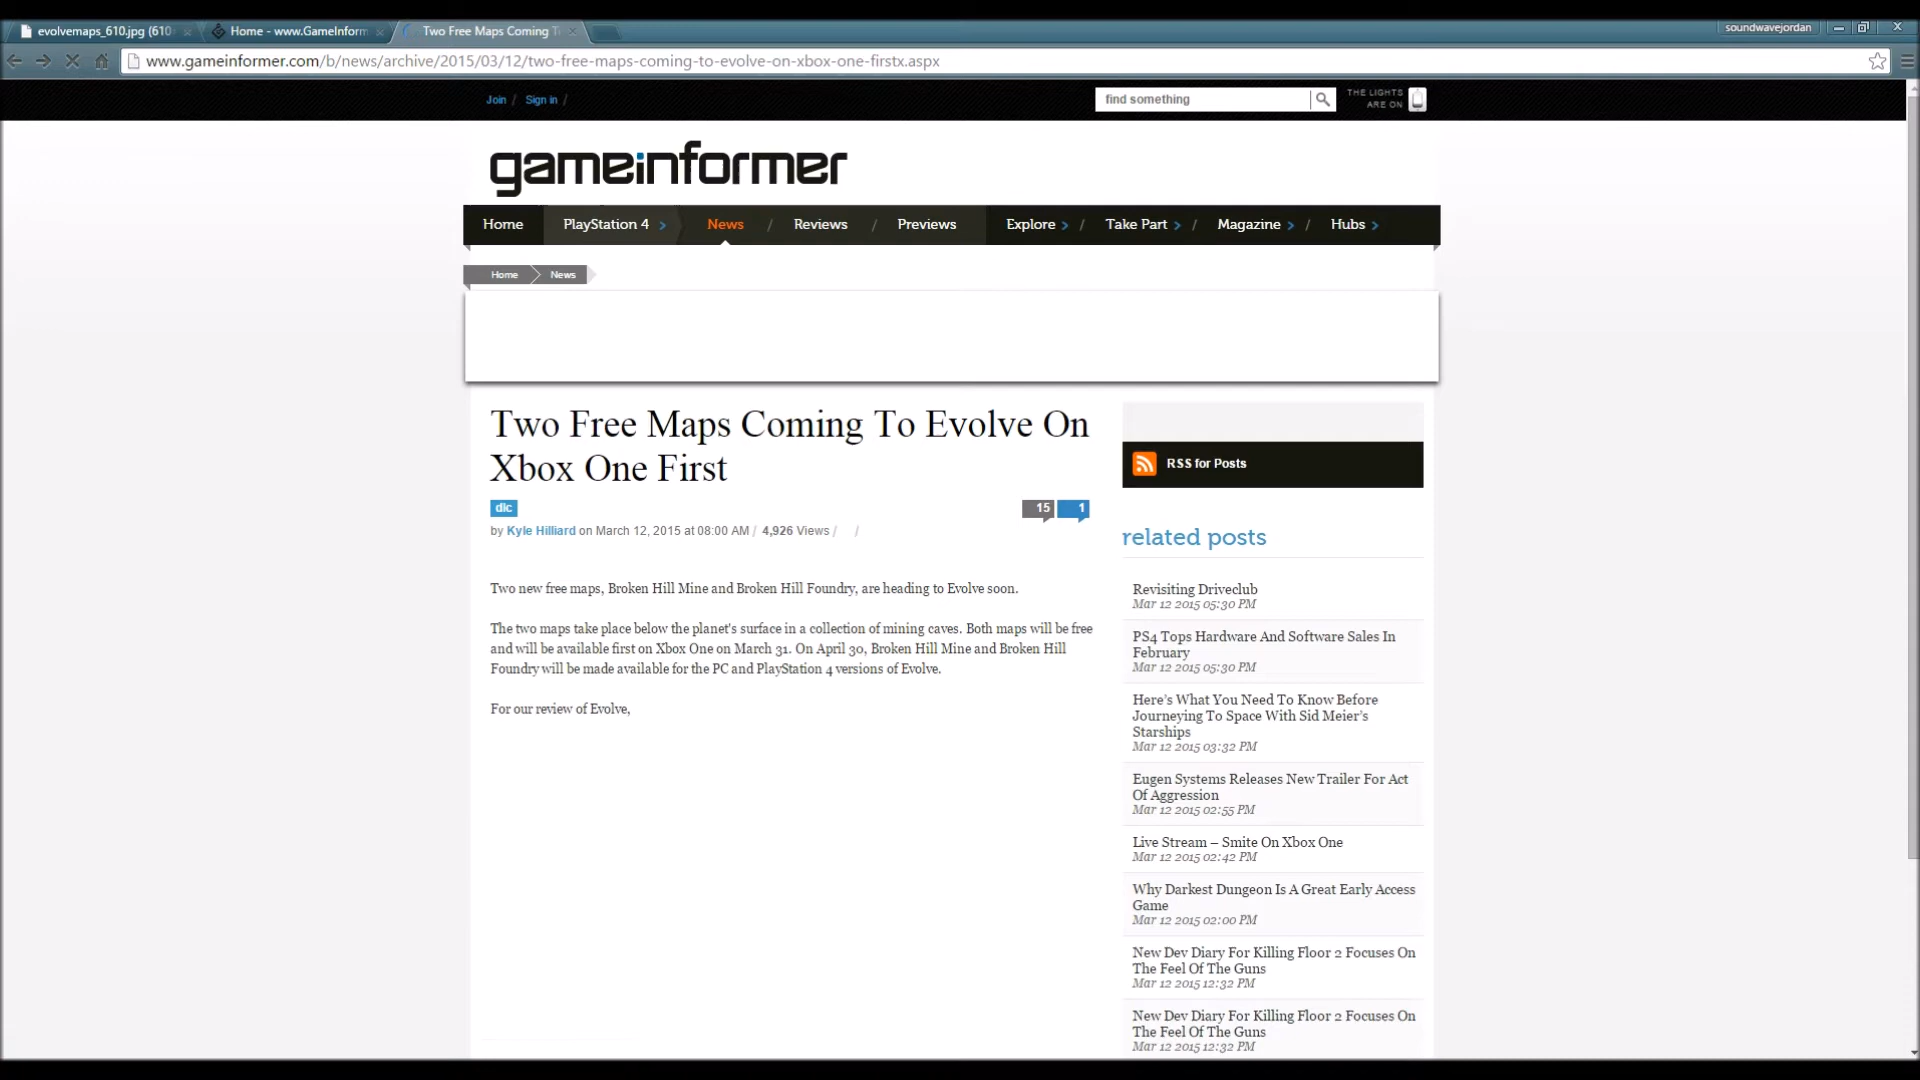 evolvemaps_610.jpg (610
Home - www.GameInform
Two Free Maps Coming T
soundwavejordan
www.gameinformer.com/b/news/archive/2015/03/12/two-free-maps-coming-to-evolve-on-xbox-one-firstx.aspx
Join / Sign in /
find something
THE LIGHTS
ARE ON
gameinformer
Home PlayStation 4 News / Reviews / Previews Explore / Take Part / Magazine / Hubs
Home News
Two Free Maps Coming To Evolve On
Xbox One First
dlc
15 1
by Kyle Hilliard on March 12, 2015 at 08:00 AM / 4,926 Views / /
Two new free maps, Broken Hill Mine and Broken Hill Foundry, are heading to Evolve soon.
The two maps take place below the planet's surface in a collection of mining caves. Both maps will be free
and will be available first on Xbox One on March 31. On April 30, Broken Hill Mine and Broken Hill
Foundry will be made available for the PC and PlayStation 4 versions of Evolve.
For our review of Evolve,
RSS for Posts
related posts
Revisiting Driveclub
Mar 12 2015 05:30 PM
PS4 Tops Hardware And Software Sales In
February
Mar 12 2015 05:30 PM
Here's What You Need To Know Before
Journeying To Space With Sid Meier's
Starships
Mar 12 2015 03:32 PM
Eugen Systems Releases New Trailer For Act
Of Aggression
Mar 12 2015 02:55 PM
Live Stream – Smite On Xbox One
Mar 12 2015 02:42 PM
Why Darkest Dungeon Is A Great Early Access
Game
Mar 12 2015 02:00 PM
New Dev Diary For Killing Floor 2 Focuses On
The Feel Of The Guns
Mar 12 2015 12:32 PM
New Dev Diary For Killing Floor 2 Focuses On
The Feel Of The Guns
Mar 12 2015 12:32 PM